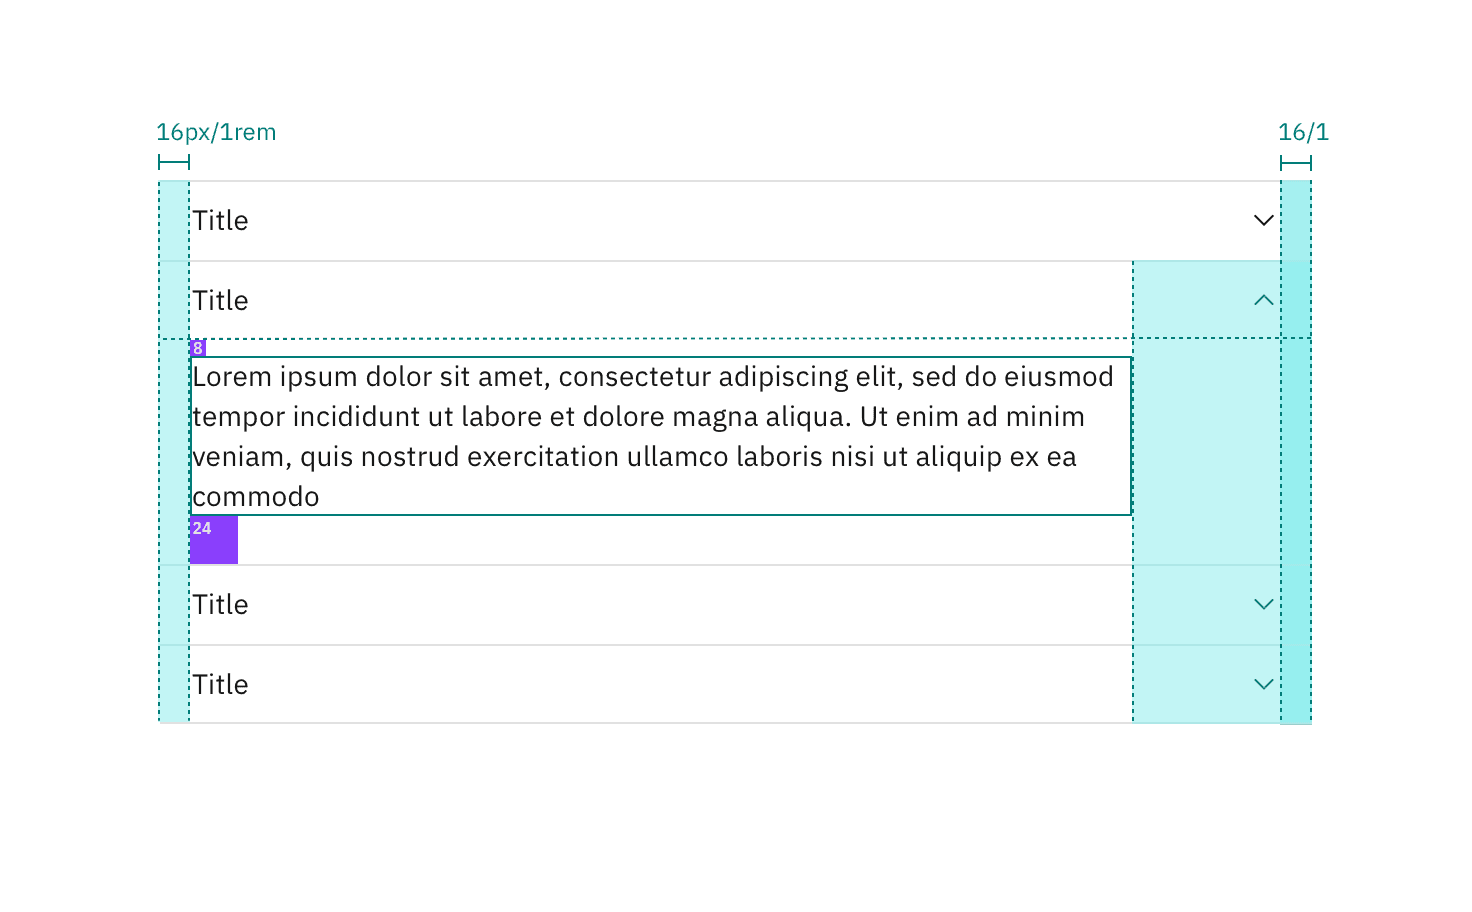 16px/1rem 16/1
Title
Title
8
Lorem ipsum dolor sit amet, consectetur adipiscing elit, sed do eiusmod
tempor incididunt ut labore et dolore magna aliqua. Ut enim ad minim
veniam, quis nostrud exercitation ullamco laboris nisi ut aliquip ex ea
commodo
24
Title
Title